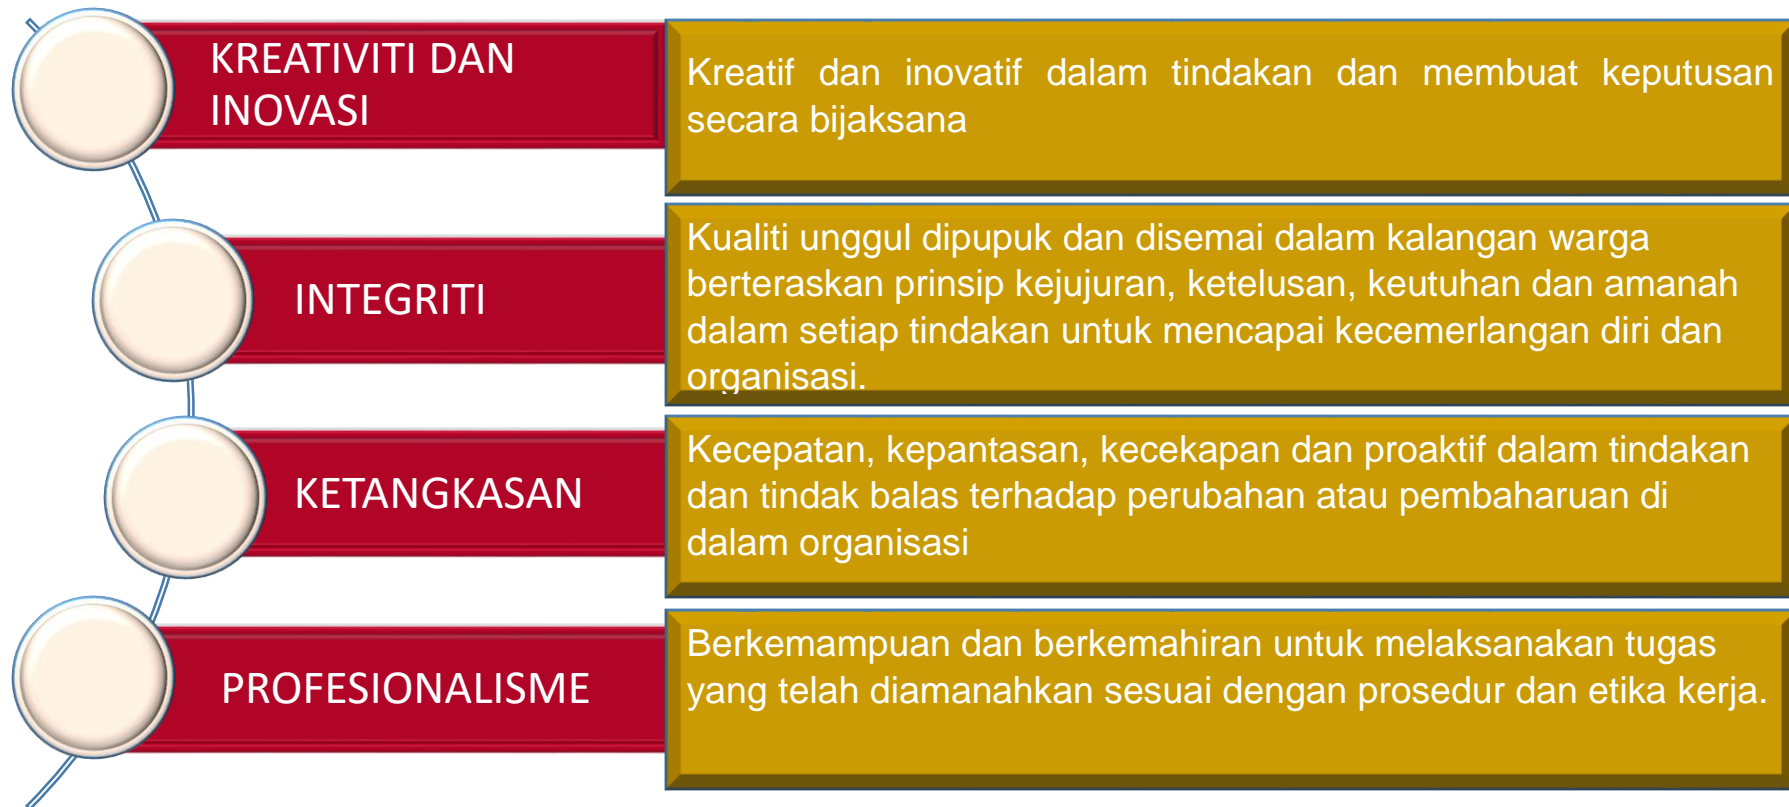 KREATIVITI DAN
INOVASI
Kreatif dan inovatif dalam tindakan dan membuat keputusan
secara bijaksana
INTEGRITI
Kualiti unggul dipupuk dan disemai dalam kalangan warga
berteraskan prinsip kejujuran, ketelusan, keutuhan dan amanah
dalam setiap tindakan untuk mencapai kecemerlangan diri dan
organisasi.
KETANGKASAN
Kecepatan, kepantasan, kecekapan dan proaktif dalam tindakan
dan tindak balas terhadap perubahan atau pembaharuan di
dalam organisasi
PROFESIONALISME
Berkemampuan dan berkemahiran untuk melaksanakan tugas
yang telah diamanahkan sesuai dengan prosedur dan etika kerja.